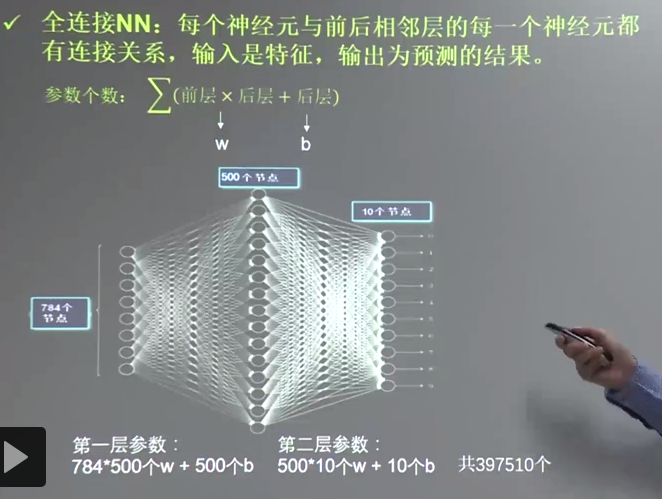 ✓ 全连接NN：每个神经元与前后相邻层的每一个神经元都
有连接关系，输入是特征，输出为预测的结果。
参数个数：∑(前层×后层+后层)
w b
500个节点
10个节点
784个
节点
第一层参数： 第二层参数：
784*500个w + 500个b 500*10个w + 10个b 共397510个